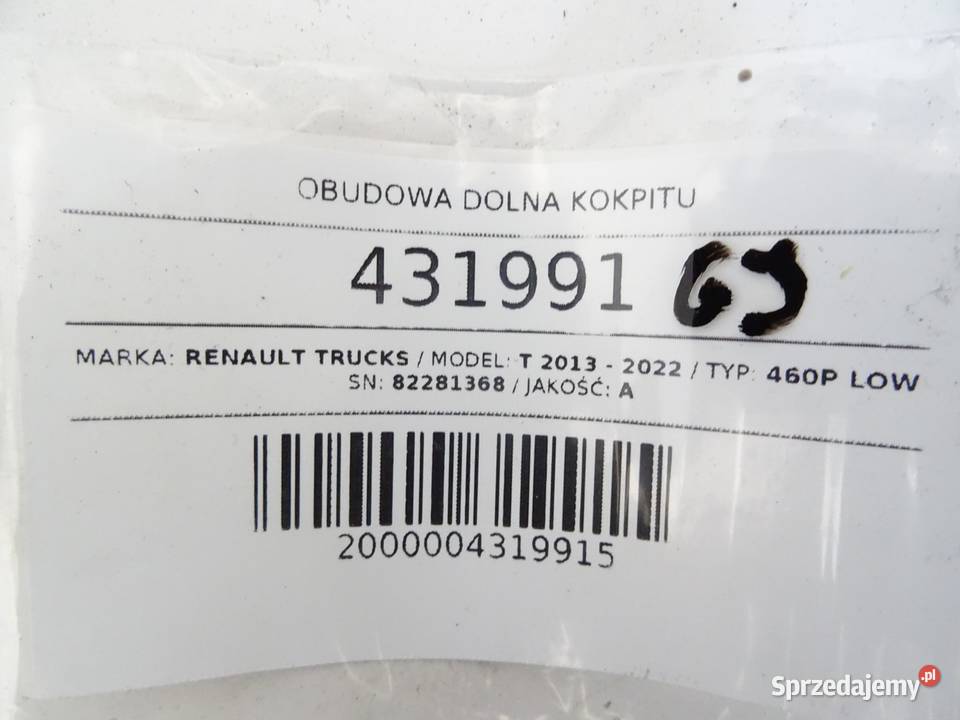 OBUDOWA DOLNA KOKPITU
431991
MARKA: RENAULT TRUCKS / MODEL: T 2013 - 2022 / TYP: 460P LOW
SN: 82281368 / JAKOŚĆ: A
2000004319915
Sprzedajemy.pl